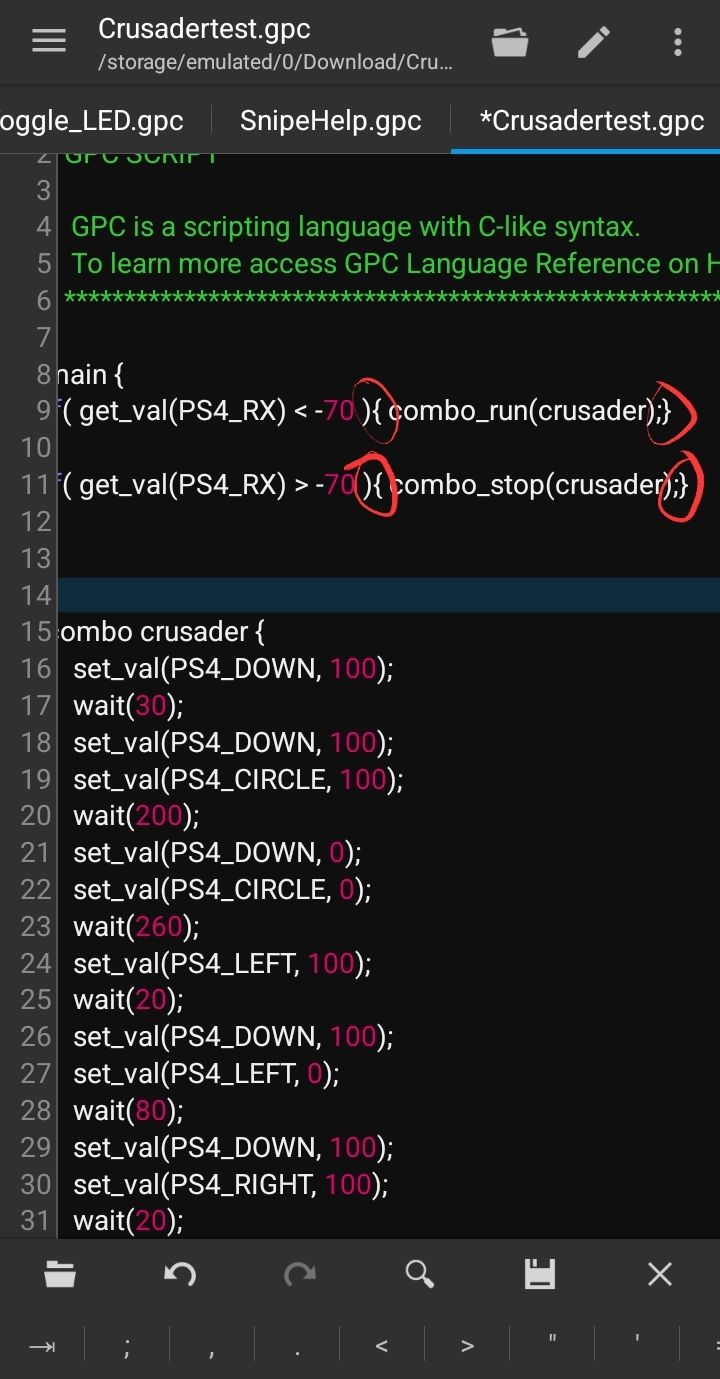 Crusadertest.gpc
/storage/emulated/0/Download/Cru...
oggle_LED.gpc SnipeHelp.gpc *Crusadertest.gpc
2 GPC SCRIPT
3
4 GPC is a scripting language with C-like syntax.
5 To learn more access GPC Language Reference on H
6 *******************************************************
7
8 main {
9 f( get_val(PS4_RX) < -70 ){ combo_run(crusader);}
10
11 f( get_val(PS4_RX) > -70 ){ combo_stop(crusader);}
12
13
14
15 combo crusader {
16 set_val(PS4_DOWN, 100);
17 wait(30);
18 set_val(PS4_DOWN, 100);
19 set_val(PS4_CIRCLE, 100);
20 wait(200);
21 set_val(PS4_DOWN, 0);
22 set_val(PS4_CIRCLE, 0);
23 wait(260);
24 set_val(PS4_LEFT, 100);
25 wait(20);
26 set_val(PS4_DOWN, 100);
27 set_val(PS4_LEFT, 0);
28 wait(80);
29 set_val(PS4_DOWN, 100);
30 set_val(PS4_RIGHT, 100);
31 wait(20);
; , . < > " ' =